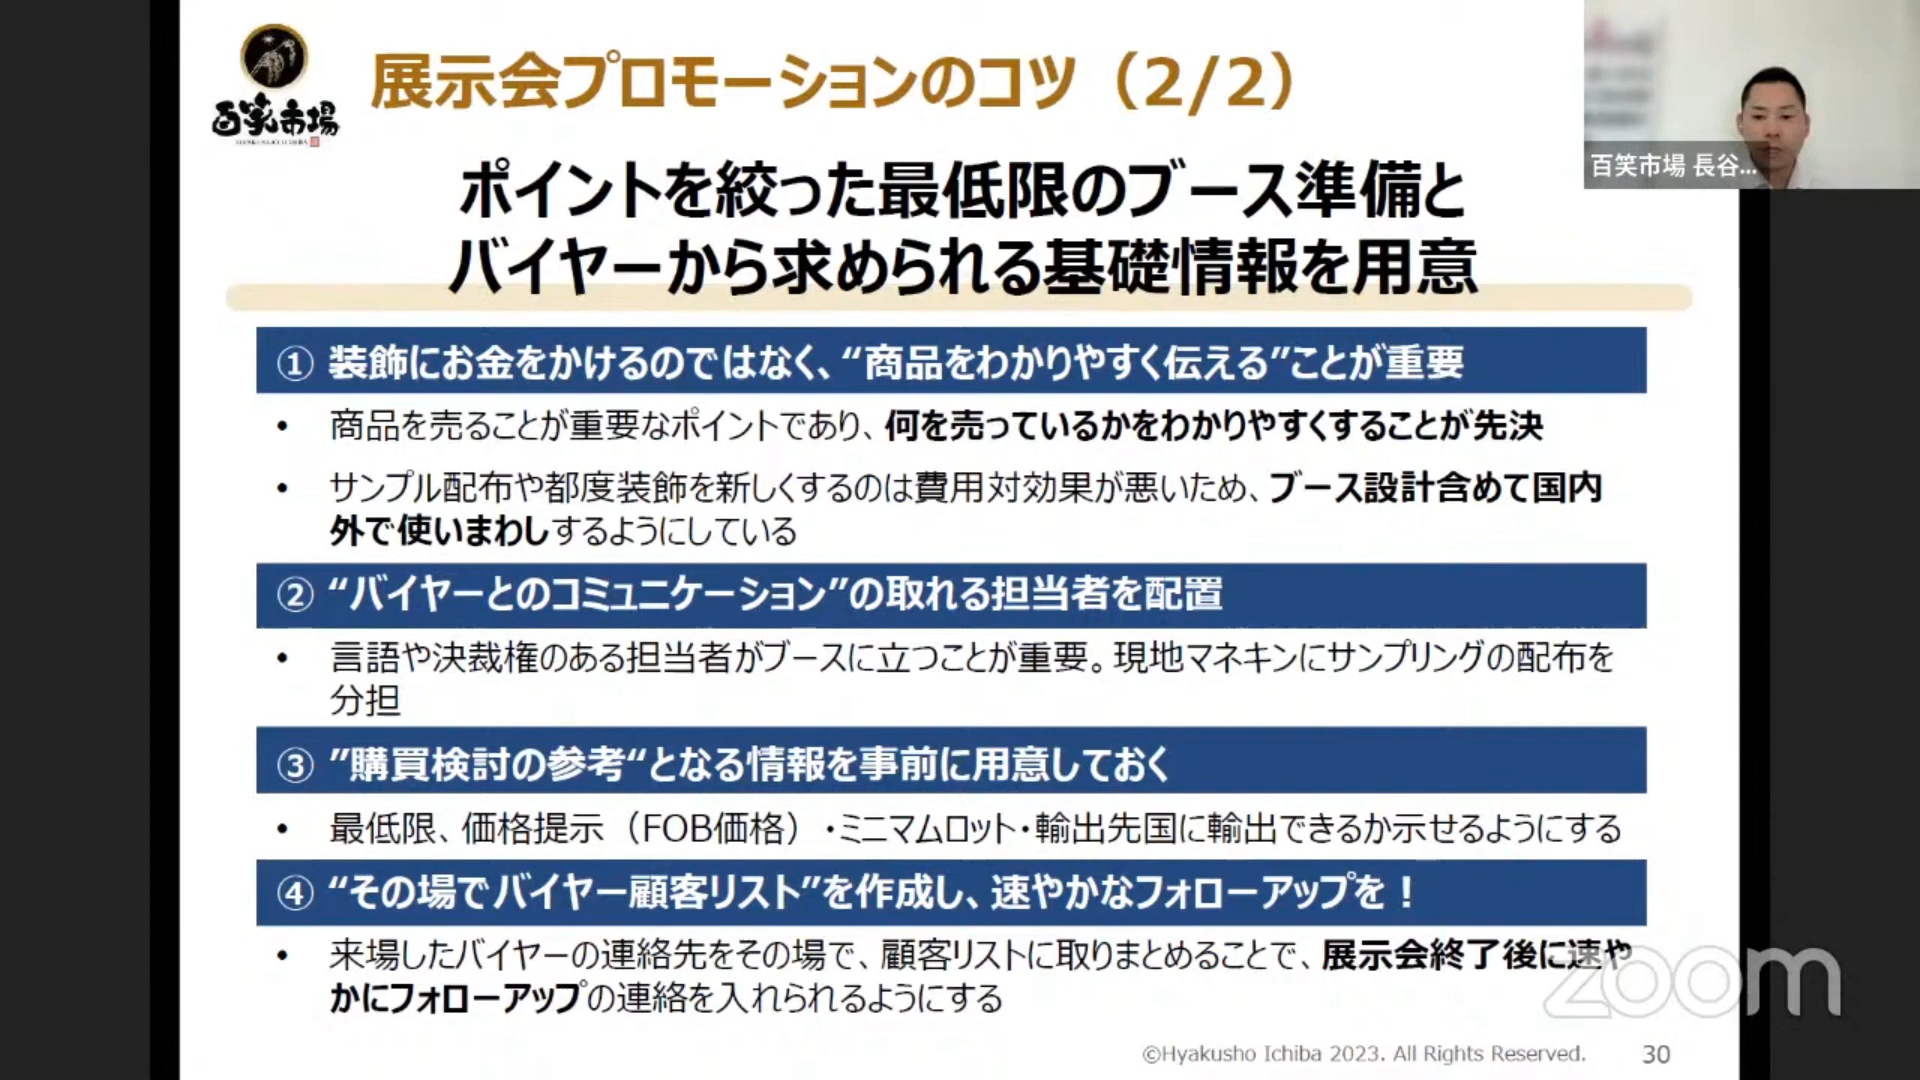 百笑市場
展示会プロモーションのコツ（2/2）
百笑市場 長谷...
ポイントを絞った最低限のブース準備と
バイヤーから求められる基礎情報を用意
① 装飾にお金をかけるのではなく、“商品をわかりやすく伝える”ことが重要
• 商品を売ることが重要なポイントであり、何を売っているかをわかりやすくすることが先決
• サンプル配布や都度装飾を新しくするのは費用対効果が悪いため、ブース設計含めて国内
外で使いまわしするようにしている
② “バイヤーとのコミュニケーション”の取れる担当者を配置
• 言語や決裁権のある担当者がブースに立つことが重要。現地マネキンにサンプリングの配布を
分担
③ ”購買検討の参考“となる情報を事前に用意しておく
• 最低限、価格提示（FOB価格）・ミニマムロット・輸出先国に輸出できるか示せるようにする
④ “その場でバイヤー顧客リスト”を作成し、速やかなフォローアップを！
• 来場したバイヤーの連絡先をその場で、顧客リストに取りまとめることで、展示会終了後に速や
かにフォローアップの連絡を入れられるようにする
zoom
©Hyakusho Ichiba 2023. All Rights Reserved.
30